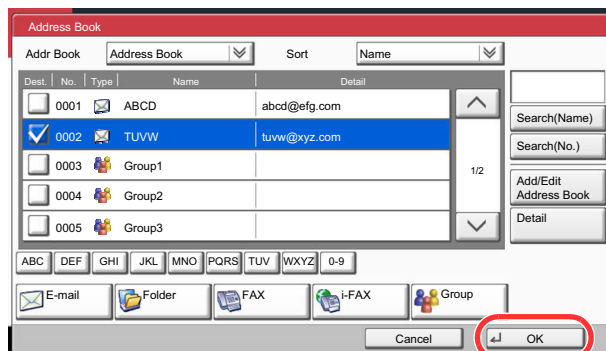 Address Book
Addr Book Address Book Sort Name
Dest. No. Type Name Detail
0001 ABCD abcd@efg.com
0002 TUVW tuvw@xyz.com
0003 Group1
0004 Group2
0005 Group3
1/2
Search(Name)
Search(No.)
Add/Edit
Address Book
Detail
ABC DEF GHI JKL MNO PQRS TUV WXYZ 0-9
E-mail Folder FAX i-FAX Group
Cancel OK